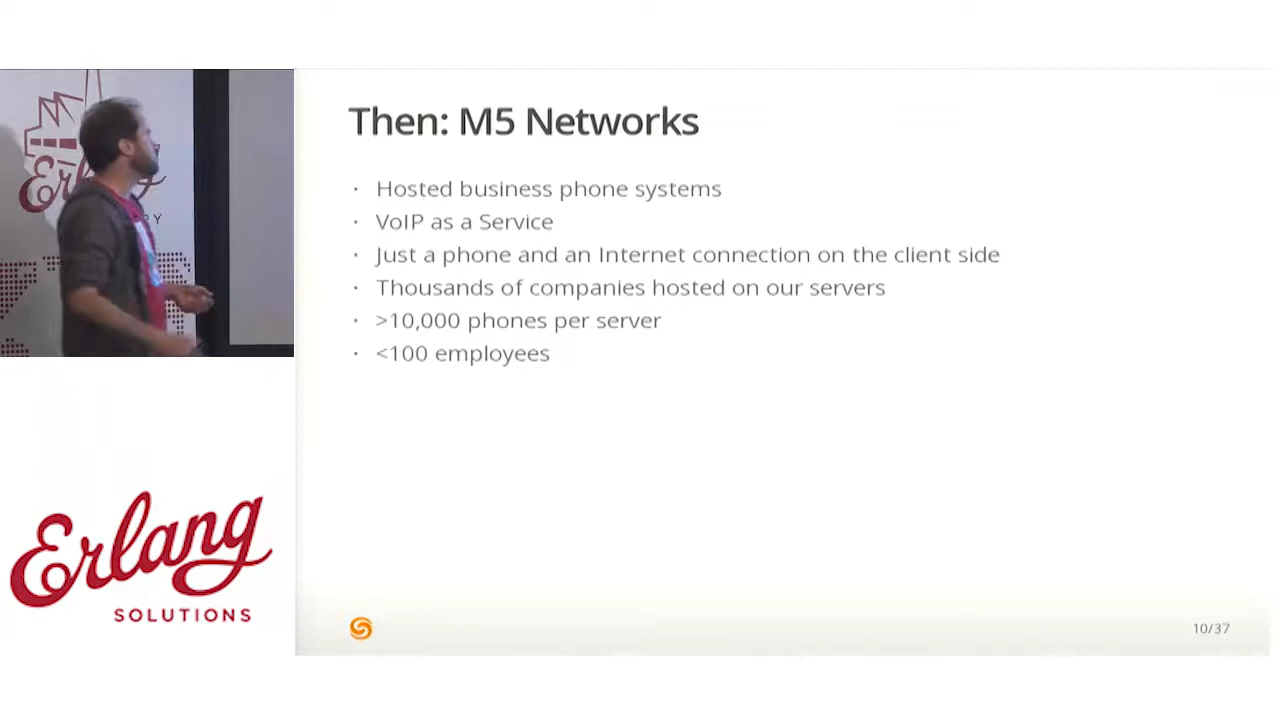 Then: M5 Networks
· Hosted business phone systems
· VoIP as a Service
· Just a phone and an Internet connection on the client side
· Thousands of companies hosted on our servers
· >10,000 phones per server
· <100 employees
10/37
Erlang
SOLUTIONS